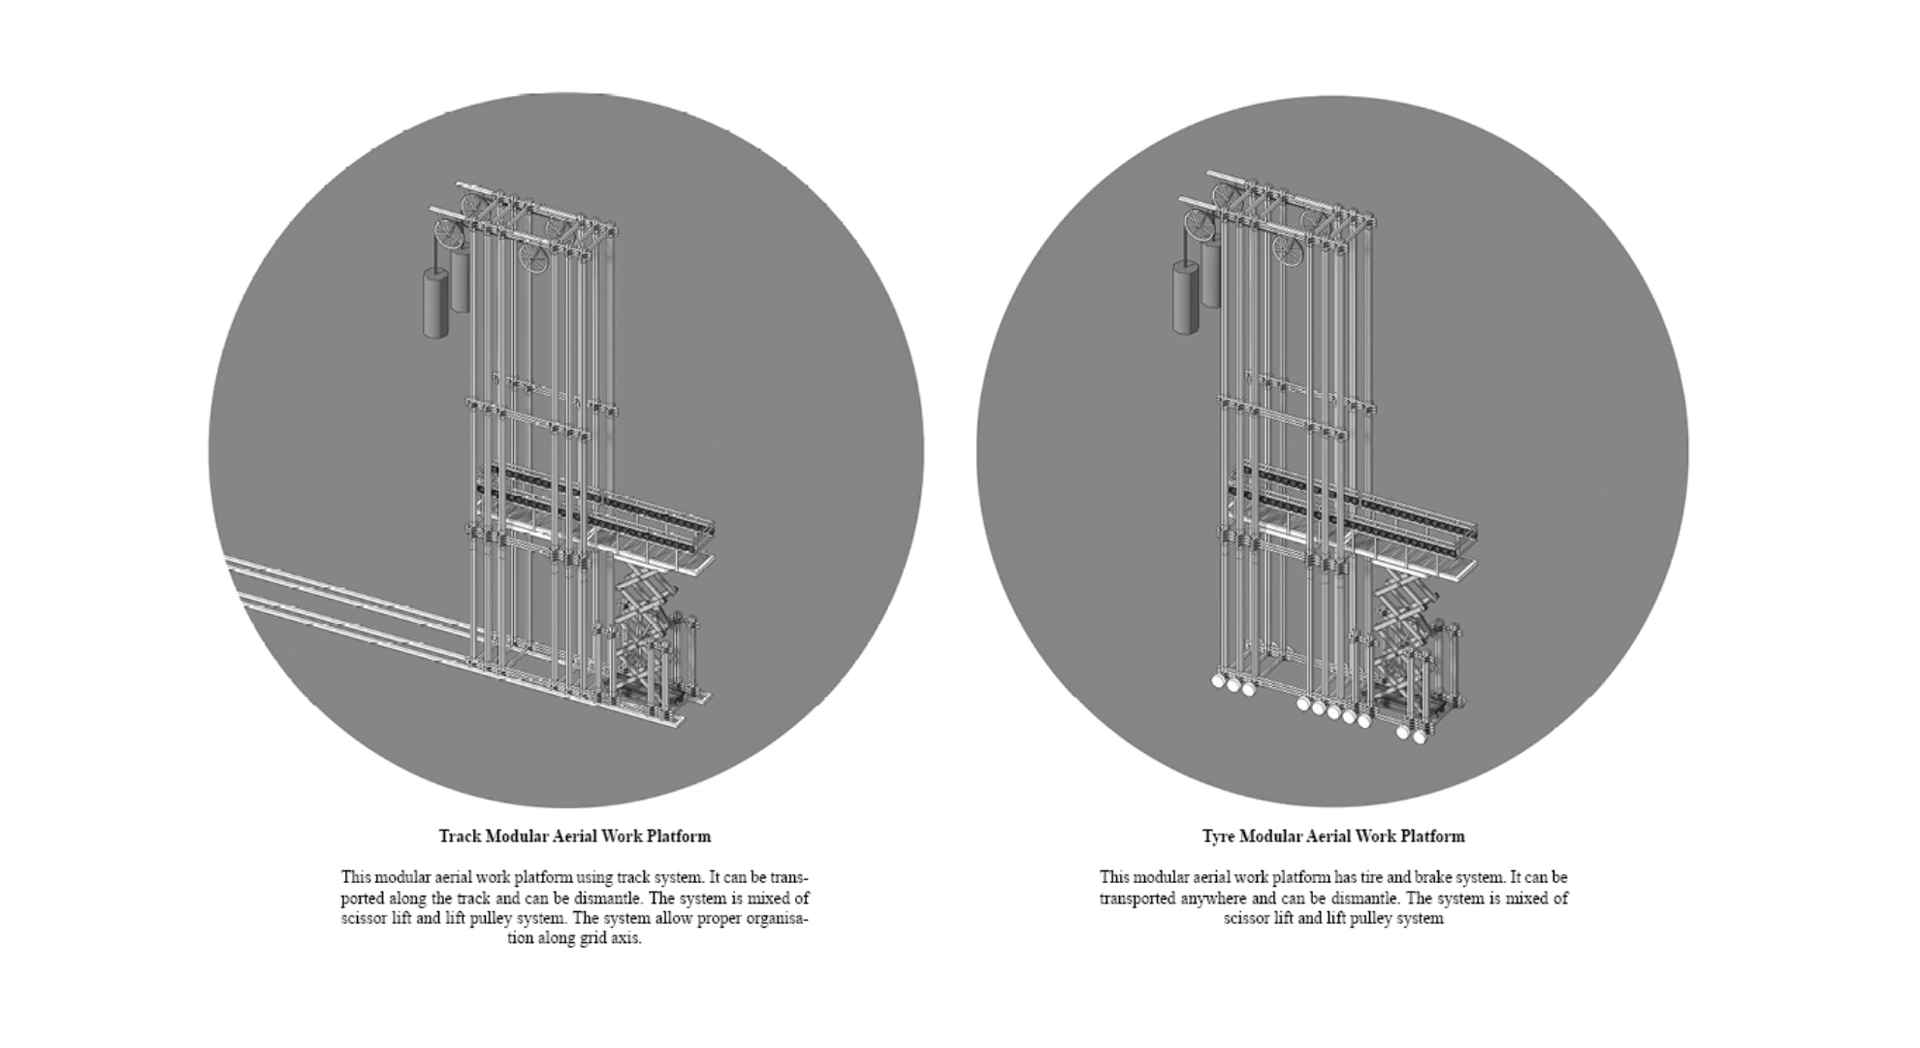 Track Modular Aerial Work Platform
This modular aerial work platform using track system. It can be trans-
ported along the track and can be dismantle. The system is mixed of
scissor lift and lift pulley system. The system allow proper organisa-
tion along grid axis.
Tyre Modular Aerial Work Platform
This modular aerial work platform has tire and brake system. It can be
transported anywhere and can be dismantle. The system is mixed of
scissor lift and lift pulley system